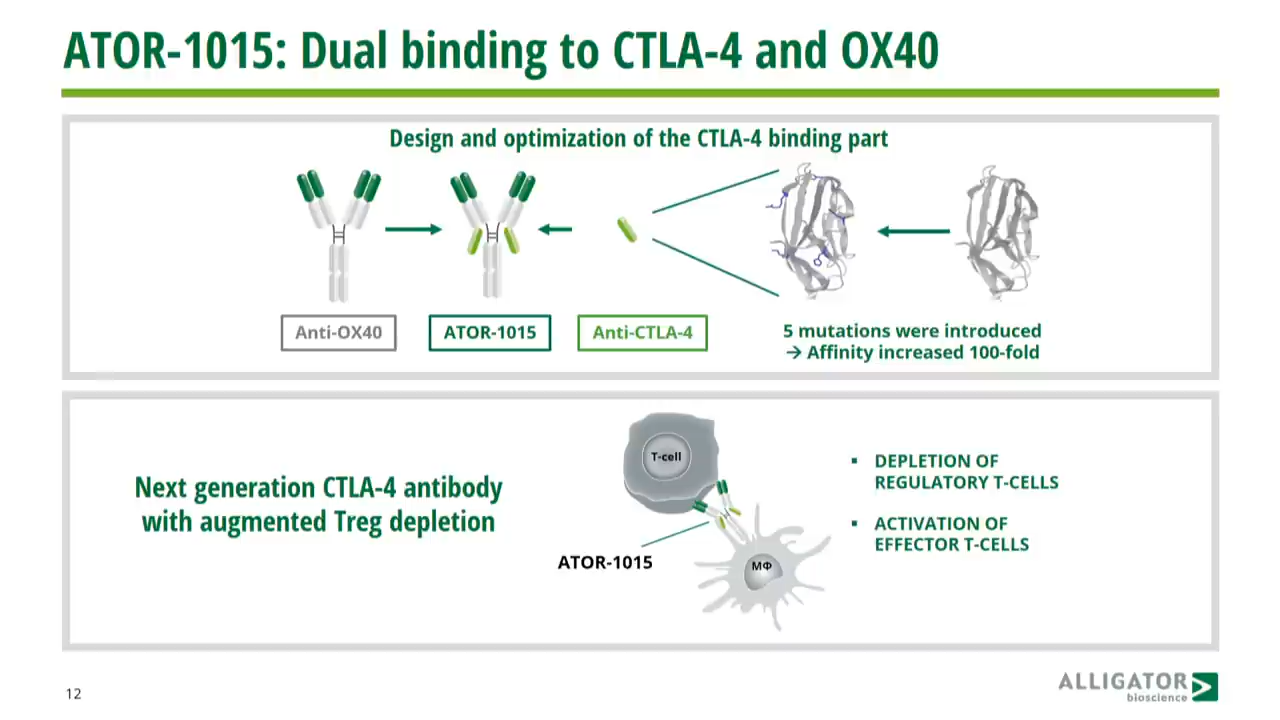 ATOR-1015: Dual binding to CTLA-4 and OX40
Design and optimization of the CTLA-4 binding part
Anti-OX40
ATOR-1015
Anti-CTLA-4
5 mutations were introduced
→ Affinity increased 100-fold
Next generation CTLA-4 antibody
with augmented Treg depletion
T-cell
ATOR-1015
MΦ
▪ DEPLETION OF
REGULATORY T-CELLS
▪ ACTIVATION OF
EFFECTOR T-CELLS
12
ALLIGATOR
bioscience